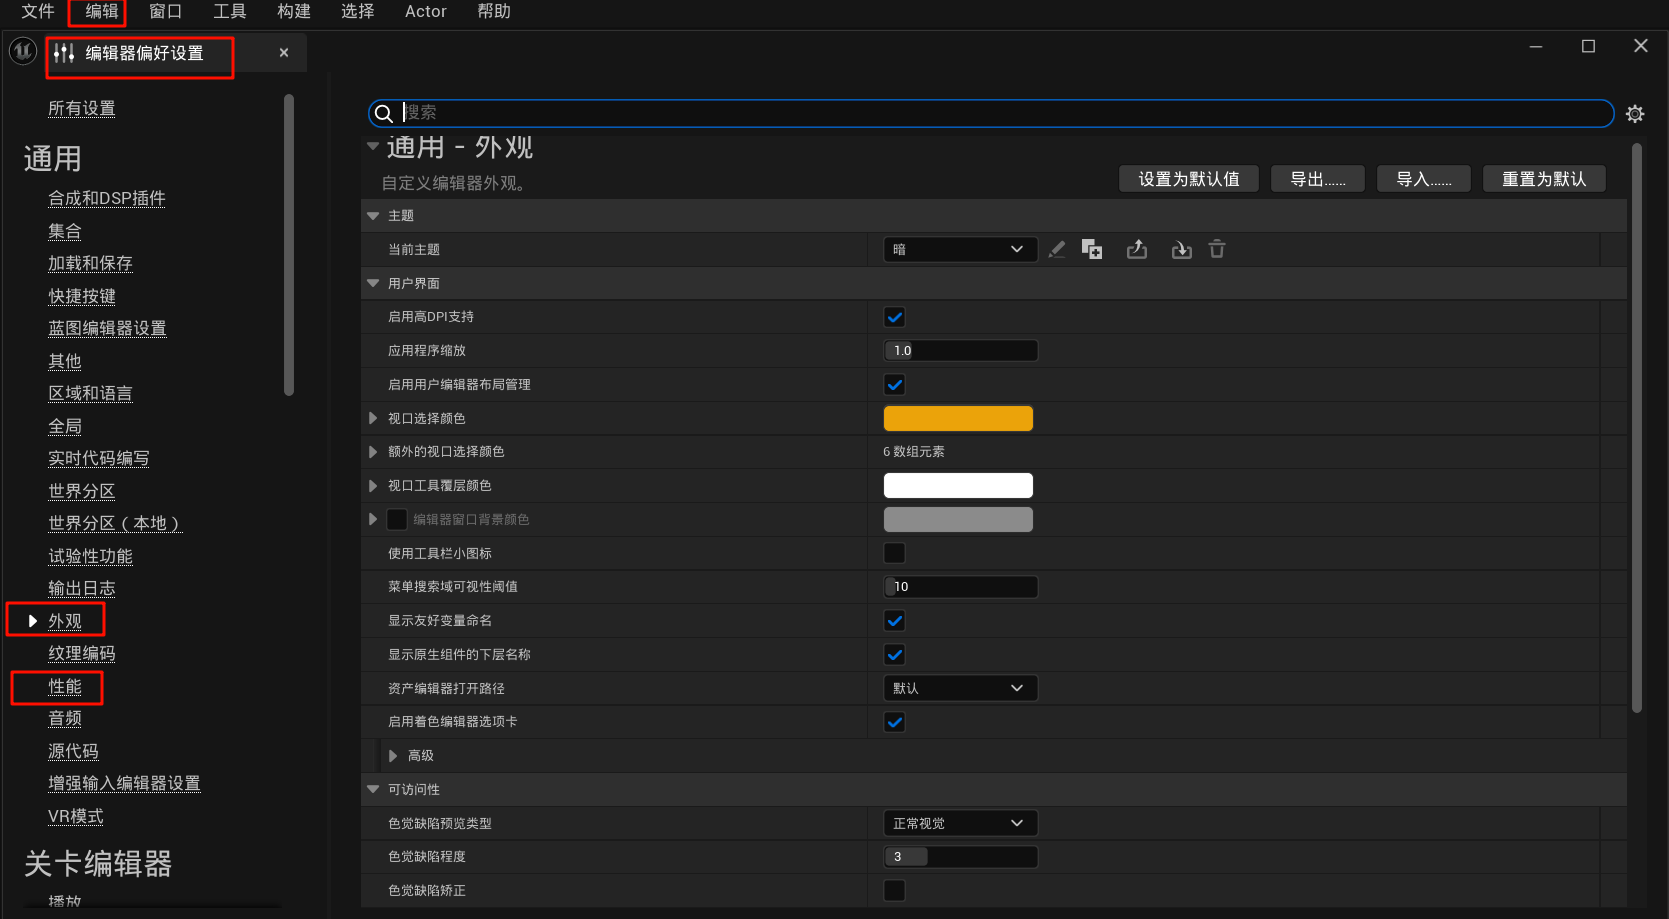 文件 编辑 窗口 工具 构建 选择 Actor 帮助
编辑器偏好设置
所有设置
通用
合成和DSP插件
集合
加载和保存
快捷按键
蓝图编辑器设置
其他
区域和语言
全局
实时代码编写
世界分区
世界分区（本地）
试验性功能
输出日志
外观
纹理编码
性能
音频
源代码
增强输入编辑器设置
VR模式
关卡编辑器
播放
搜索
通用 - 外观
自定义编辑器外观。
设置为默认值 导出...... 导入...... 重置为默认
主题
当前主题 暗
用户界面
启用高DPI支持
应用程序缩放 1.0
启用用户编辑器布局管理
视口选择颜色
额外的视口选择颜色 6 数组元素
视口工具覆层颜色
编辑器窗口背景颜色
使用工具栏小图标
菜单搜索域可视性阈值 10
显示友好变量命名
显示原生组件的下层名称
资产编辑器打开路径 默认
启用着色编辑器选项卡
高级
可访问性
色觉缺陷预览类型 正常视觉
色觉缺陷程度 3
色觉缺陷矫正